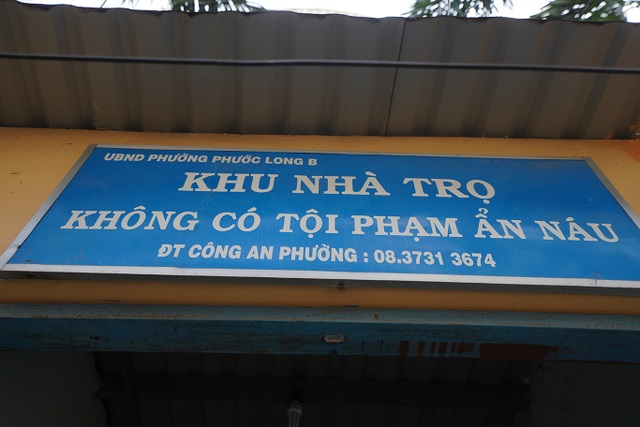 UBND PHƯỜNG PHƯỚC LONG B
KHU NHÀ TRỌ
KHÔNG CÓ TỘI PHẠM ẨN NÁU
ĐT CÔNG AN PHƯỜNG : 08.3731 3674